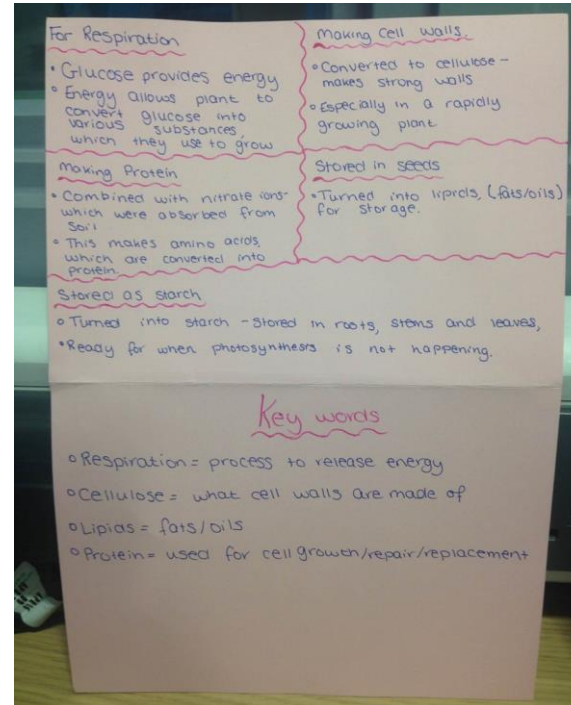 For Respiration
• Glucose provides energy
• Energy allows plant to
convert glucose into
various substances,
which they use to grow
Making Cell walls.
• Converted to cellulose -
makes strong walls
• Especially in a rapidly
growing plant
Making Protein
• Combined with nitrate ions -
which were absorbed from
soil
• This makes amino acids,
which are converted into
protein.
Stored in seeds
• Turned into lipids, (fats/oils)
for storage.
Stored as starch
• Turned into starch - stored in roots, stems and leaves,
• Ready for when photosynthesis is not happening.
Key words
• Respiration = process to release energy
• Cellulose = what cell walls are made of
• Lipids = fats/oils
• Protein = used for cell growth/repair/replacement